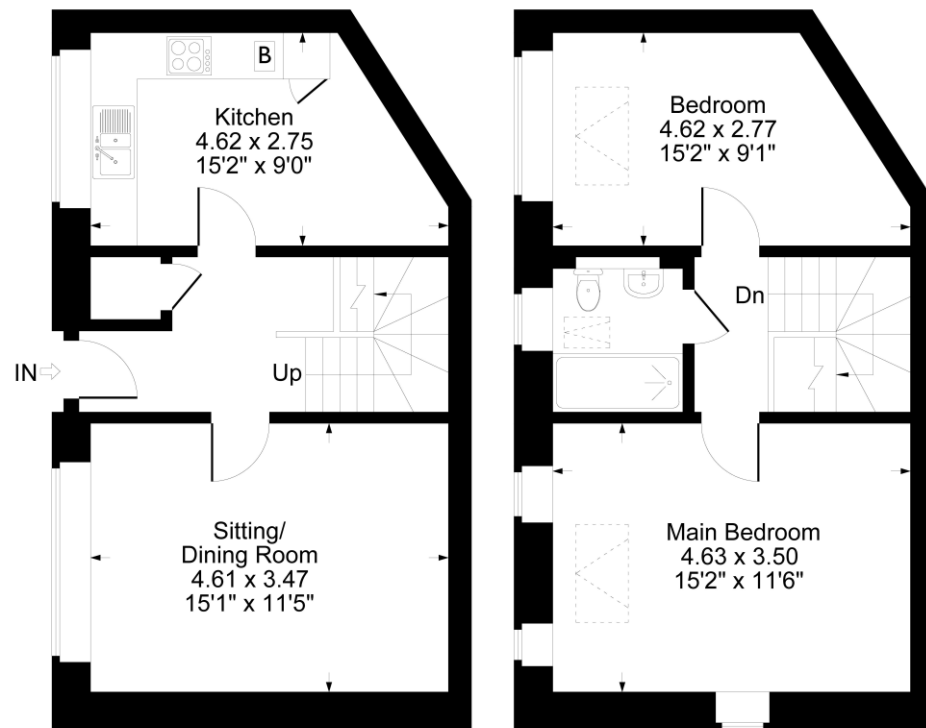 B
Kitchen
4.62 x 2.75
15'2" x 9'0"
IN
Up
Sitting/
Dining Room
4.61 x 3.47
15'1" x 11'5"
Bedroom
4.62 x 2.77
15'2" x 9'1"
Dn
Main Bedroom
4.63 x 3.50
15'2" x 11'6"